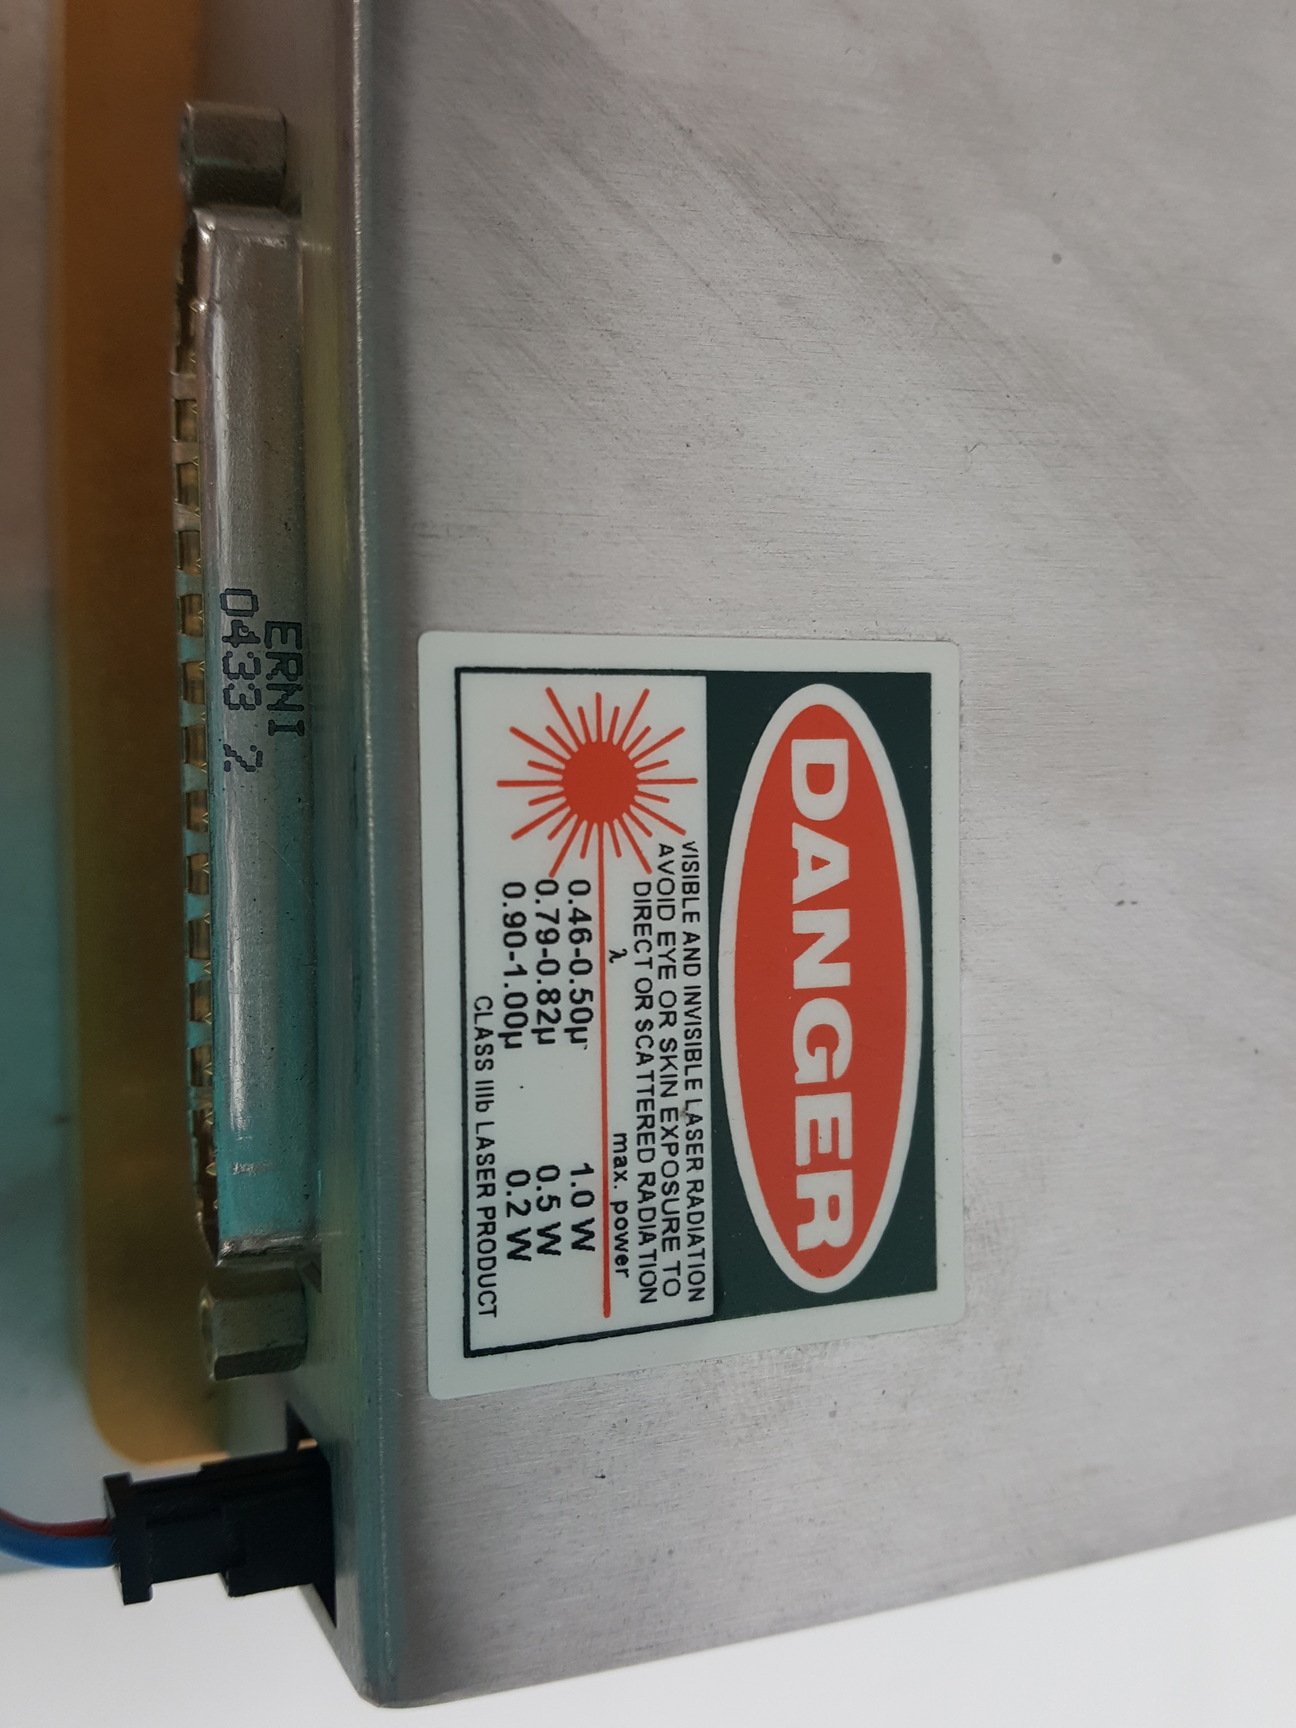 DANGER
VISIBLE AND INVISIBLE LASER RADIATION
AVOID EYE OR SKIN EXPOSURE TO
DIRECT OR SCATTERED RADIATION
λ max. power
0.46-0.50μ 1.0 W
0.79-0.82μ 0.5 W
0.90-1.00μ 0.2 W
CLASS IIIb LASER PRODUCT
ERNI
0433 2